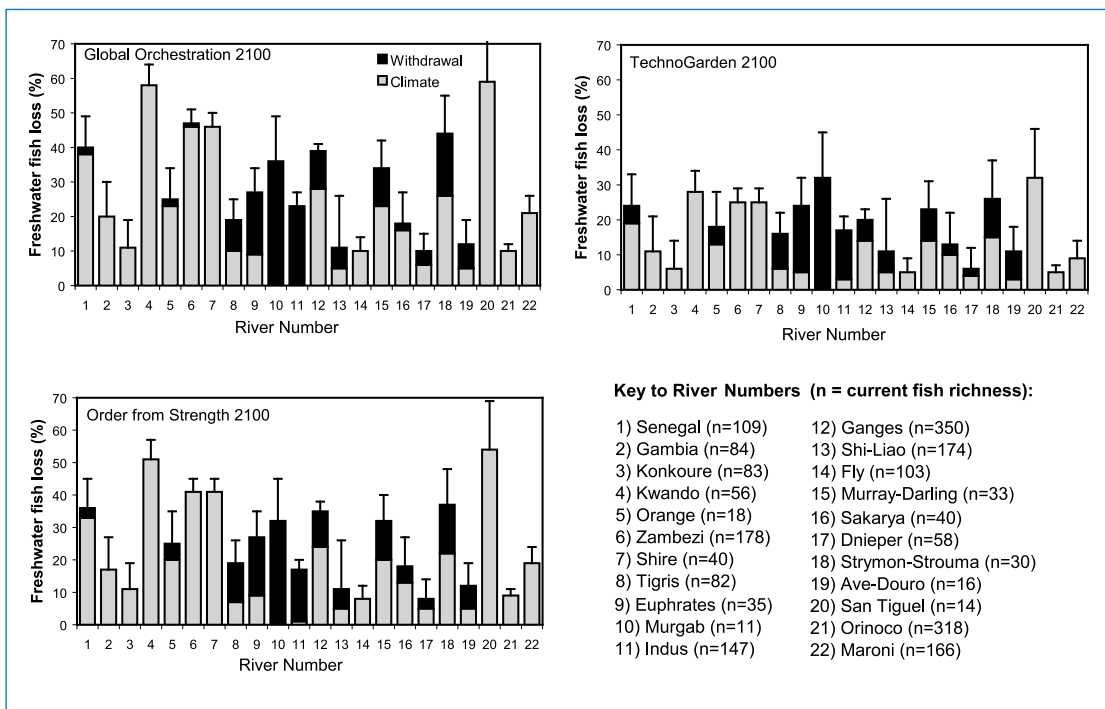 Global Orchestration 2100
Withdrawal
Climate
Freshwater fish loss (%)
70
60
50
40
30
20
10
0
1 2 3 4 5 6 7 8 9 10 11 12 13 14 15 16 17 18 19 20 21 22
River Number
TechnoGarden 2100
Freshwater fish loss (%)
70
60
50
40
30
20
10
0
1 2 3 4 5 6 7 8 9 10 11 12 13 14 15 16 17 18 19 20 21 22
River Number
Order from Strength 2100
Freshwater fish loss (%)
70
60
50
40
30
20
10
0
1 2 3 4 5 6 7 8 9 10 11 12 13 14 15 16 17 18 19 20 21 22
River Number
Key to River Numbers (n = current fish richness):
1) Senegal (n=109)
2) Gambia (n=84)
3) Konkoure (n=83)
4) Kwando (n=56)
5) Orange (n=18)
6) Zambezi (n=178)
7) Shire (n=40)
8) Tigris (n=82)
9) Euphrates (n=35)
10) Murgab (n=11)
11) Indus (n=147)
12) Ganges (n=350)
13) Shi-Liao (n=174)
14) Fly (n=103)
15) Murray-Darling (n=33)
16) Sakarya (n=40)
17) Dnieper (n=58)
18) Strymon-Strouma (n=30)
19) Ave-Douro (n=16)
20) San Tiguel (n=14)
21) Orinoco (n=318)
22) Maroni (n=166)